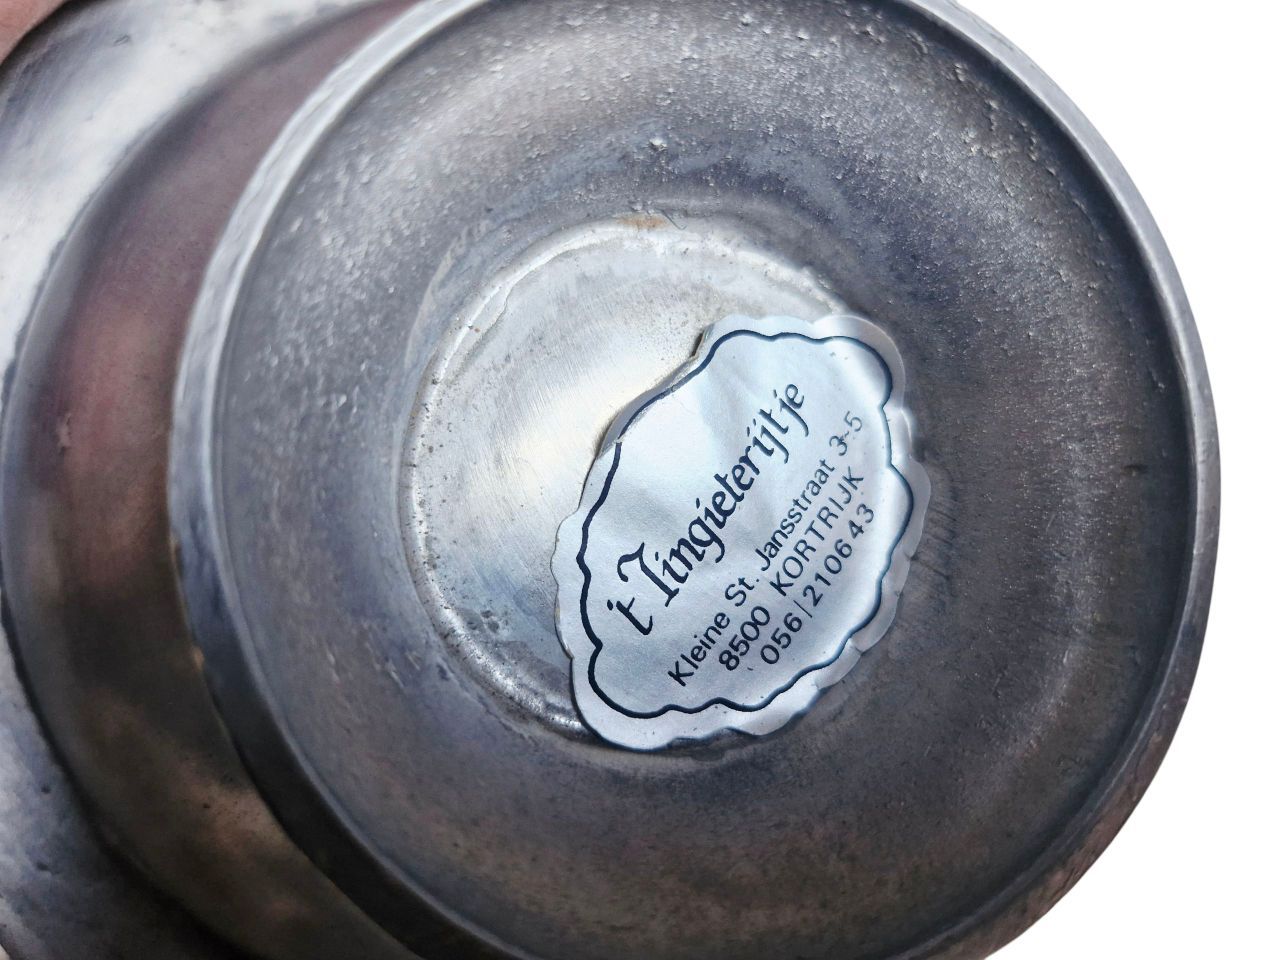 't Tingieterijtje
Kleine St. Jansstraat 3-5
8500 KORTRIJK
056/210643